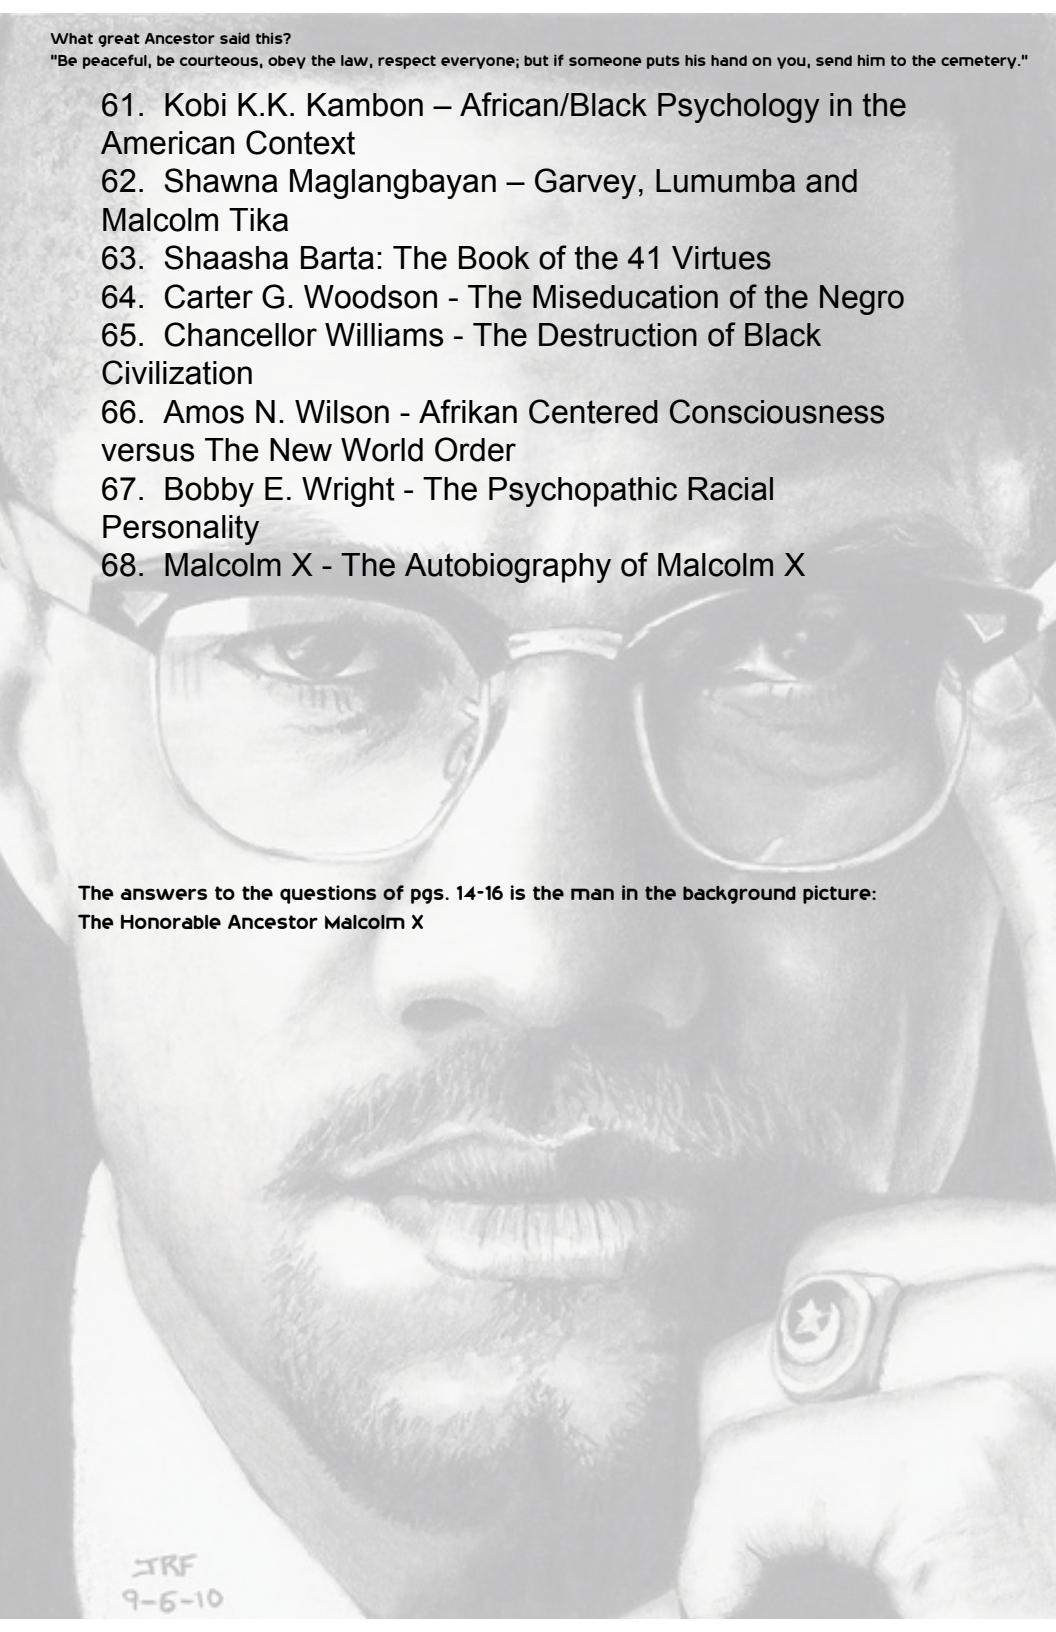 What great Ancestor said this?
"Be peaceful, be courteous, obey the law, respect everyone; but if someone puts his hand on you, send him to the cemetery."
61.  Kobi K.K. Kambon – African/Black Psychology in the
American Context
62.  Shawna Maglangbayan – Garvey, Lumumba and
Malcolm Tika
63.  Shaasha Barta: The Book of the 41 Virtues
64.  Carter G. Woodson - The Miseducation of the Negro
65.  Chancellor Williams - The Destruction of Black
Civilization
66.  Amos N. Wilson - Afrikan Centered Consciousness
versus The New World Order
67.  Bobby E. Wright - The Psychopathic Racial
Personality
68.  Malcolm X - The Autobiography of Malcolm X
The answers to the questions of pgs. 14-16 is the man in the background picture:
The Honorable Ancestor Malcolm X
JRF
9-6-10